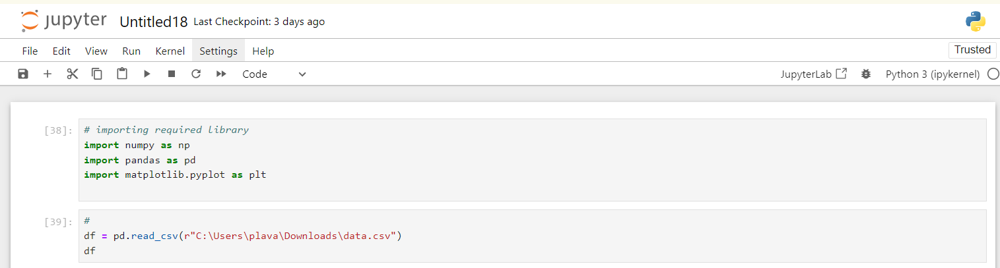 jupyter Untitled18 Last Checkpoint: 3 days ago
File Edit View Run Kernel Settings Help
Trusted
Code JupyterLab Python 3 (ipykernel)
[38]: # importing required library
import numpy as np
import pandas as pd
import matplotlib.pyplot as plt
[39]: #
df = pd.read_csv(r"C:\Users\plava\Downloads\data.csv")
df